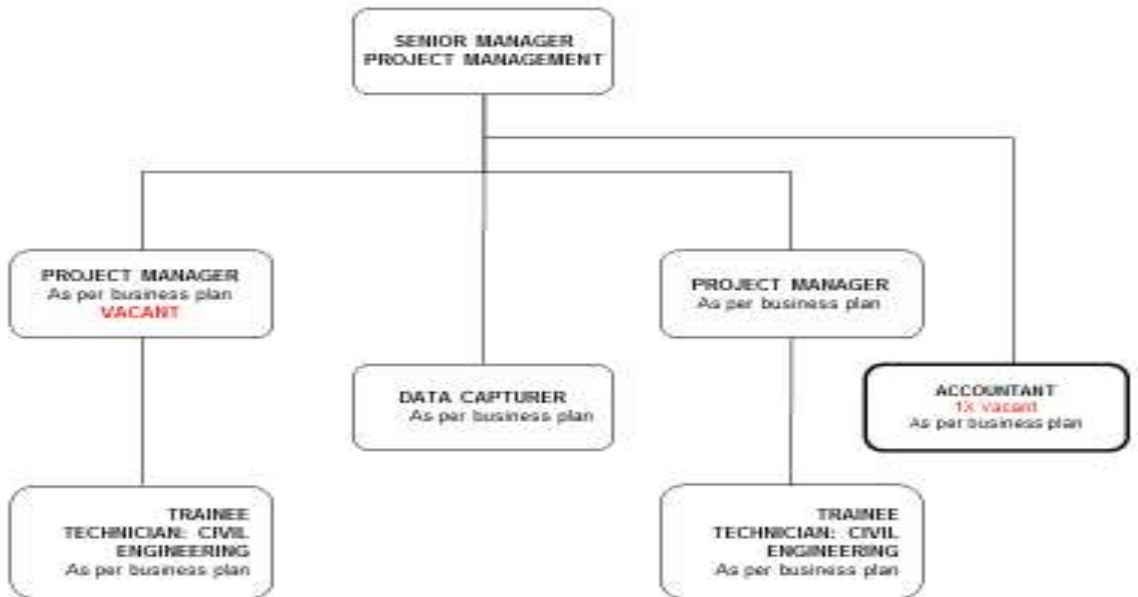 SENIOR MANAGER
PROJECT MANAGEMENT
PROJECT MANAGER
As per business plan
VACANT
PROJECT MANAGER
As per business plan
DATA CAPTURER
As per business plan
ACCOUNTANT
1X Vacant
As per business plan
TRAINEE
TECHNICIAN: CIVIL
ENGINEERING
As per business plan
TRAINEE
TECHNICIAN: CIVIL
ENGINEERING
As per business plan